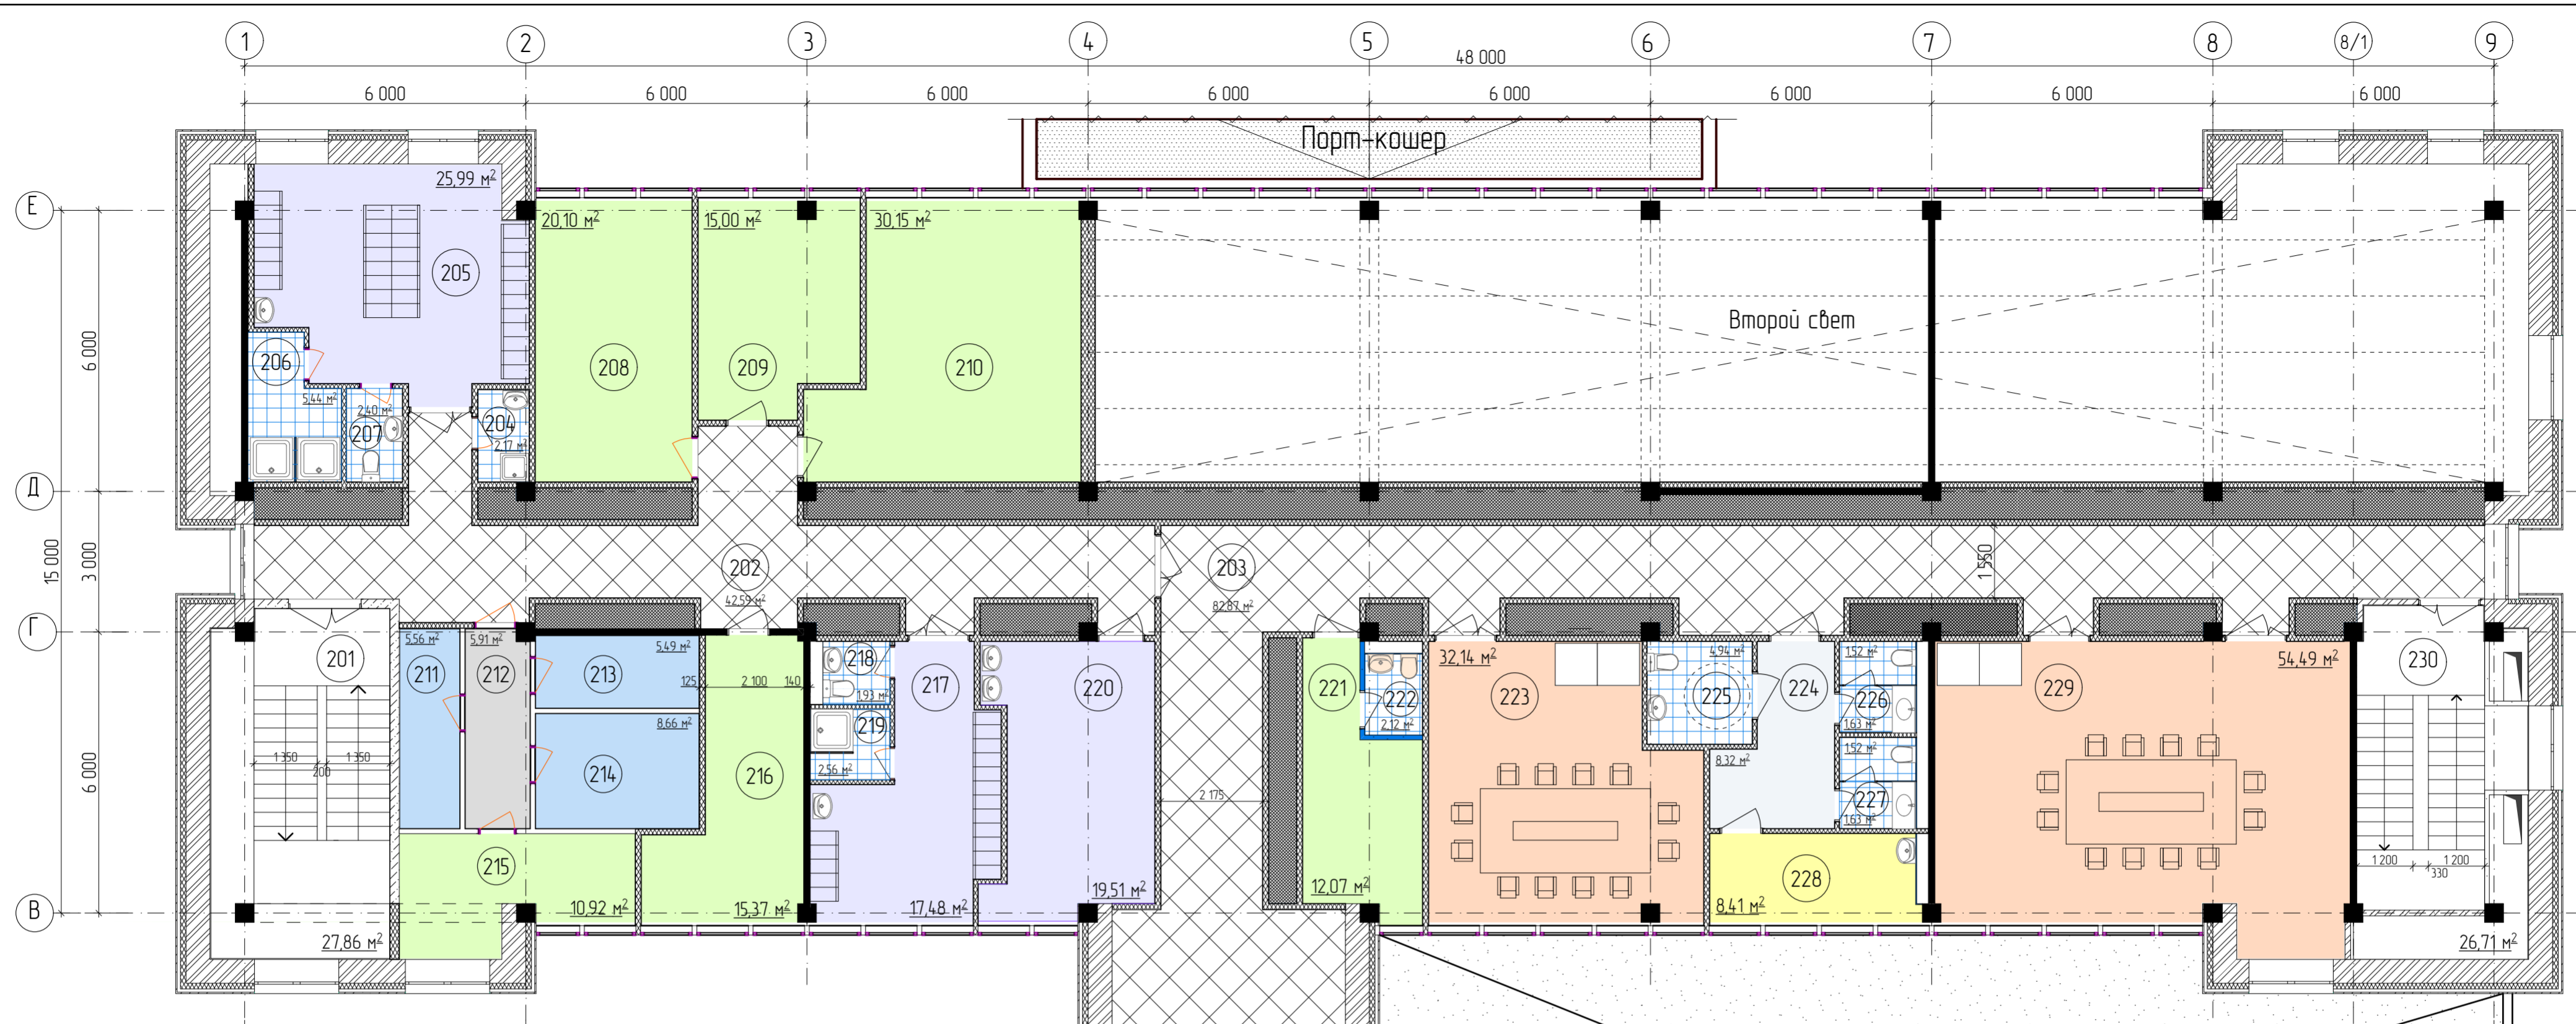 1 2 3 4 5 6 7 8 8/1 9
48 000
6 000 6 000 6 000 6 000 6 000 6 000 6 000 6 000
Порт-кошер
25,99 м²
Е
20,10 м² 15,00 м² 30,15 м²
205
Второй свет
6 000
206 208 209 210
5,44 м² 2,40 м²
207 204
2,17 м²
Д
15 000
3 000
202 203
1 550
42,59 м² 82,87 м²
Г
5,56 м² 5,91 м² 5,49 м²
201 211 212 213
218 217 220
1,93 м²
125 2 100 140
221 222
2,12 м²
32,14 м²
223
4,94 м²
225 224
1,52 м²
226
1,63 м²
229
54,49 м²
230
8,66 м²
214 216
219
2,56 м²
1 350 200 1 350
6 000
2 175
8,32 м²
1,52 м²
227
1,63 м²
215
228
1 200 330 1 200
В
27,86 м²
10,92 м² 15,37 м² 17,48 м² 19,51 м² 12,07 м² 8,41 м²
26,71 м²